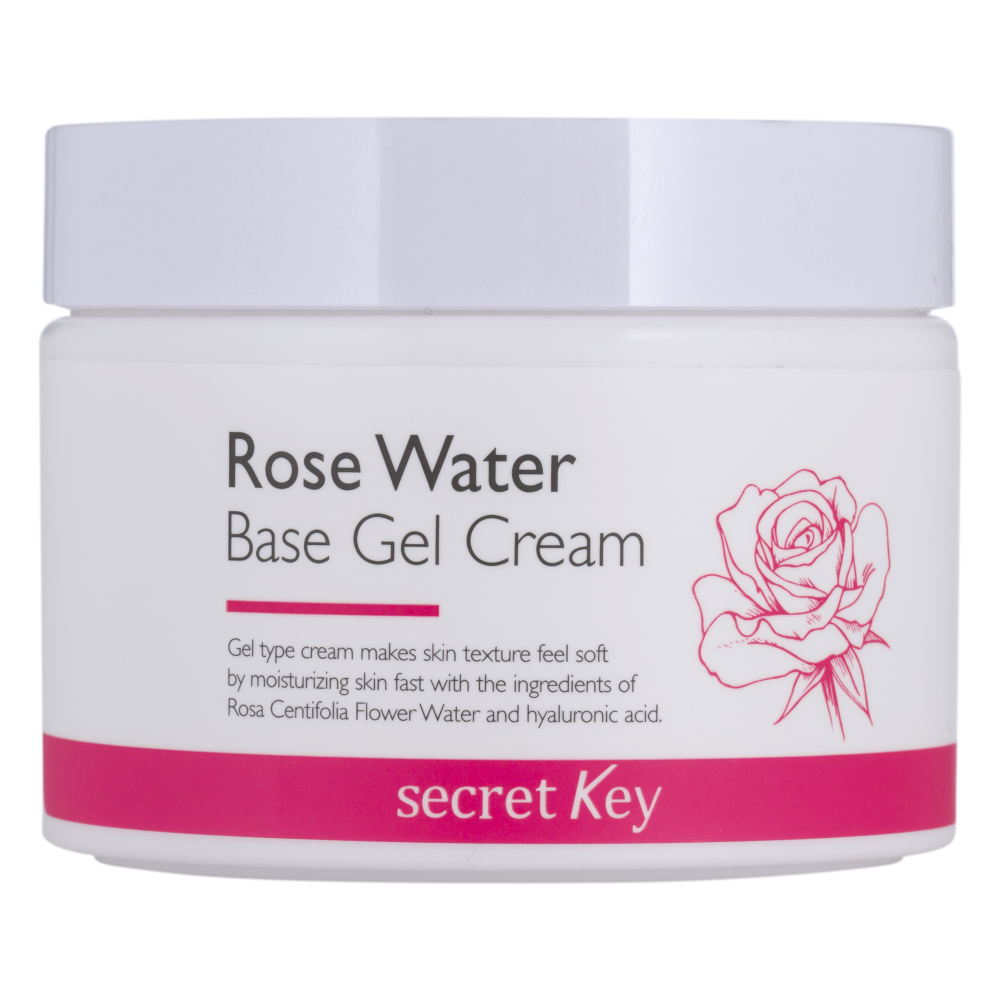 Rose Water
Base Gel Cream
Gel type cream makes skin texture feel soft
by moisturizing skin fast with the ingredients of
Rosa Centifolia Flower Water and hyaluronic acid.
secret Key